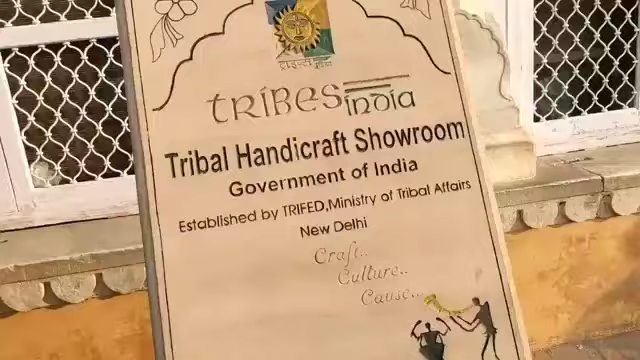 TRIBES india
Tribal Handicraft Showroom
Government of India
Established by TRIFED,Ministry of Tribal Affairs
New Delhi
Craft..
Culture..
Cause...